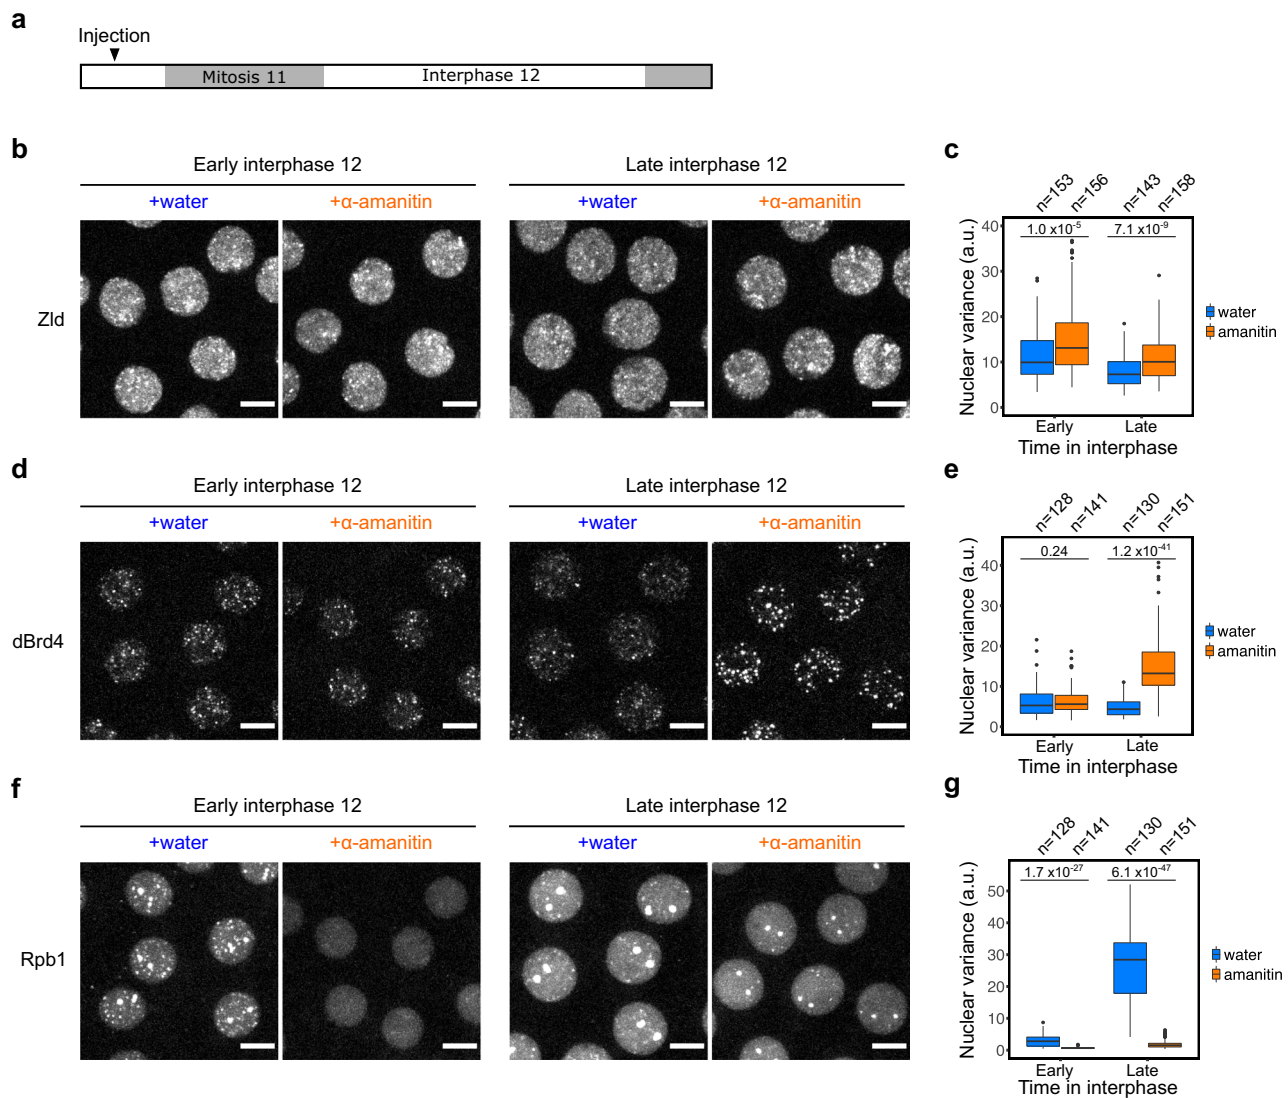 a
Injection
Mitosis 11
Interphase 12
b
Early interphase 12
Late interphase 12
+water
+α-amanitin
+water
+α-amanitin
Zld
c
n=153
n=156
n=143
n=158
1.0 x10-5
7.1 x10-9
Nuclear variance (a.u.)
40
30
20
10
0
Early
Late
Time in interphase
water
amanitin
d
Early interphase 12
Late interphase 12
+water
+α-amanitin
+water
+α-amanitin
dBrd4
e
n=128
n=141
n=130
n=151
0.24
1.2 x10-41
Nuclear variance (a.u.)
40
30
20
10
0
Early
Late
Time in interphase
water
amanitin
f
Early interphase 12
Late interphase 12
+water
+α-amanitin
+water
+α-amanitin
Rpb1
g
n=128
n=141
n=130
n=151
1.7 x10-27
6.1 x10-47
Nuclear variance (a.u.)
50
40
30
20
10
0
Early
Late
Time in interphase
water
amanitin